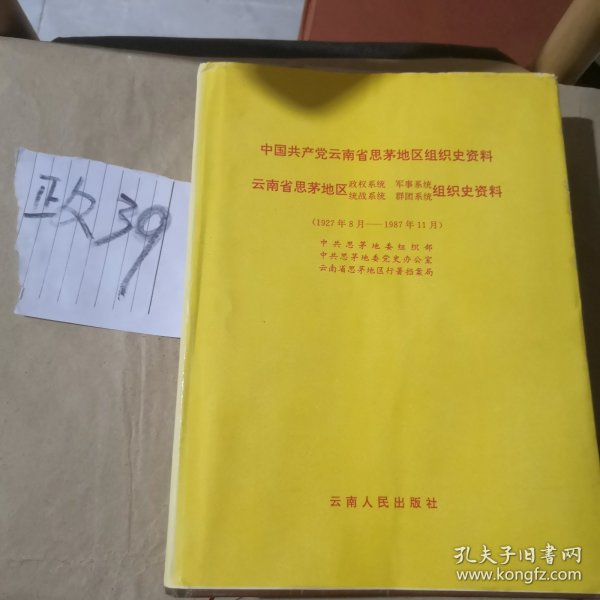 政39
中国共产党云南省思茅地区组织史资料
云南省思茅地区政权系统 军事系统统战系统 群团系统组织史资料
(1927年8月——1987年11月)
中共思茅地委组织部
中共思茅地委党史办公室
云南省思茅地区行署档案局
云南人民出版社
孔夫子旧书网
www.kongfz.com